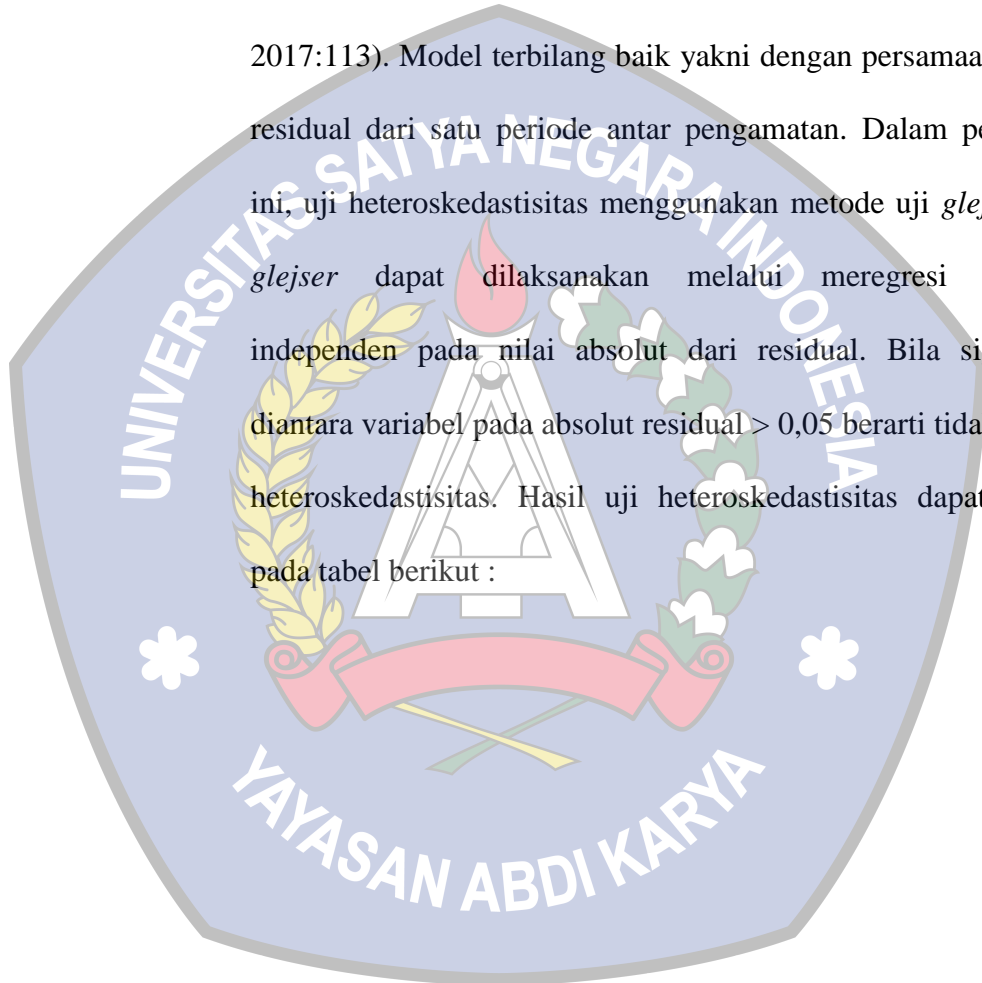 2017:113). Model terbilang baik yakni dengan persamaa
residual dari satu periode antar pengamatan. Dalam pe
ini, uji heteroskedastisitas menggunakan metode uji glej
glejser dapat dilaksanakan melalui meregresi
independen pada nilai absolut dari residual. Bila si
diantara variabel pada absolut residual > 0,05 berarti tida
heteroskedastisitas. Hasil uji heteroskedastisitas dapat
pada tabel berikut :
UNIVERSITAS SATYA NEGARA INDONESIA
YAYASAN ABDI KARYA